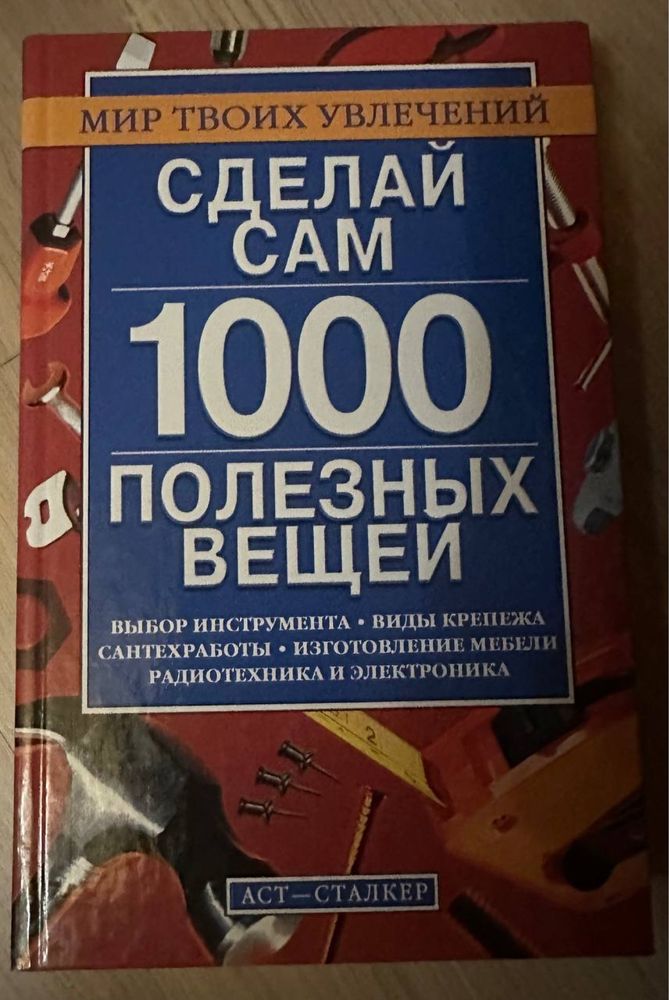 МИР ТВОИХ УВЛЕЧЕНИЙ
СДЕЛАЙ
САМ
1000
ПОЛЕЗНЫХ
ВЕЩЕЙ
ВЫБОР ИНСТРУМЕНТА • ВИДЫ КРЕПЕЖА
САНТЕХРАБОТЫ • ИЗГОТОВЛЕНИЕ МЕБЕЛИ
РАДИОТЕХНИКА И ЭЛЕКТРОНИКА
2
АСТ—СТАЛКЕР